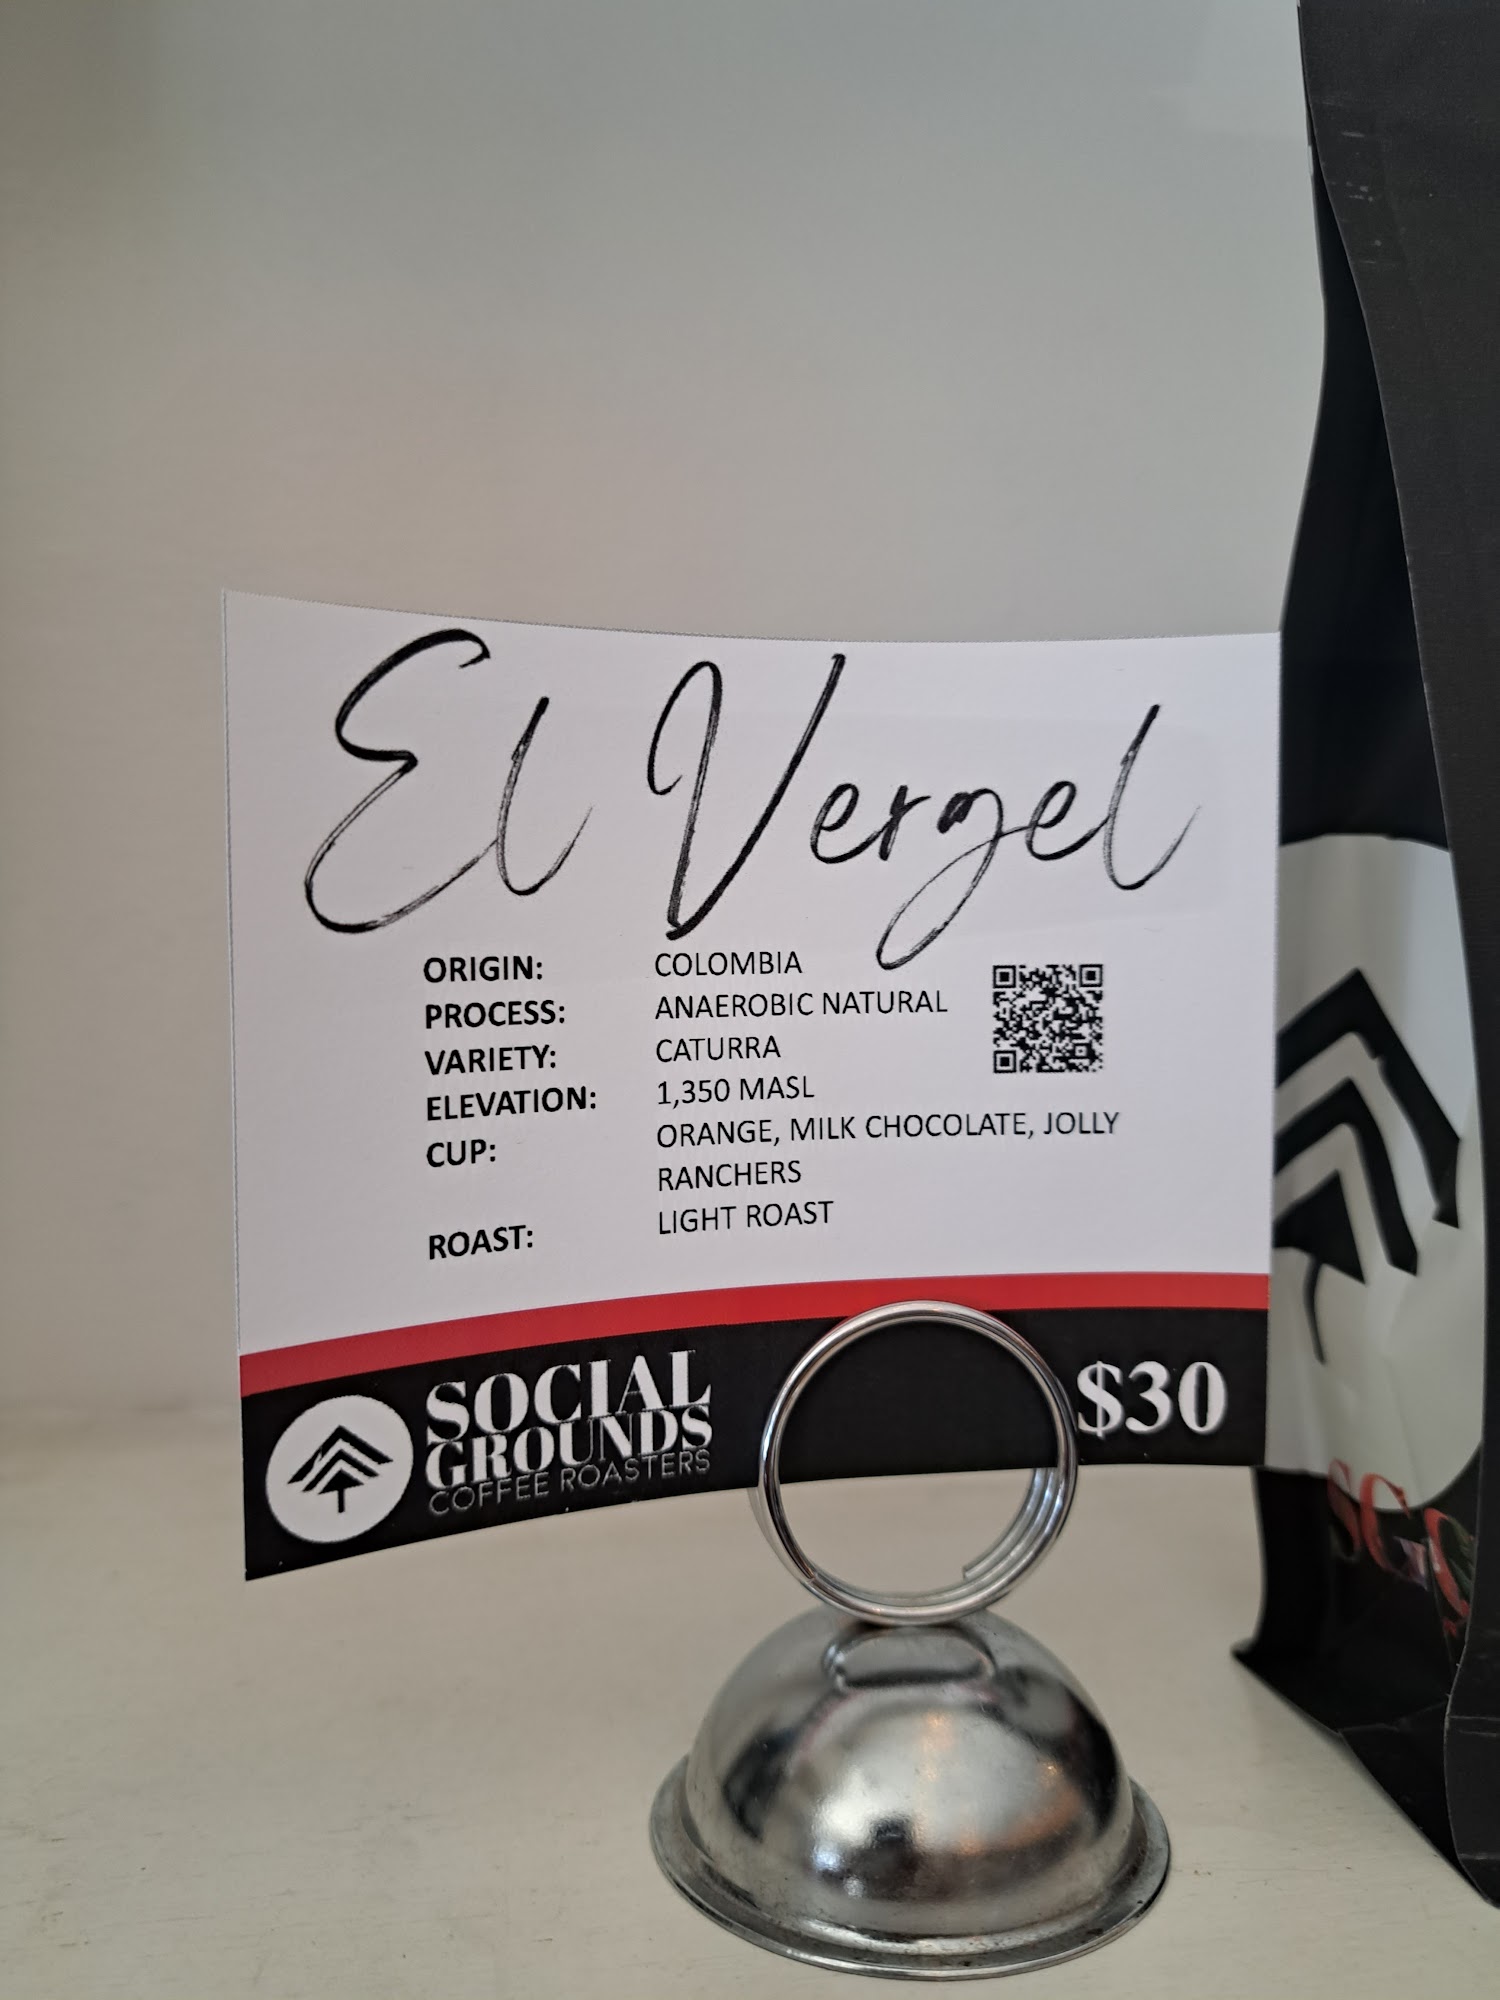 El Vergel
ORIGIN: COLOMBIA
PROCESS: ANAEROBIC NATURAL
VARIETY: CATURRA
ELEVATION: 1,350 MASL
CUP: ORANGE, MILK CHOCOLATE, JOLLY
RANCHERS
ROAST: LIGHT ROAST
SOCIAL
GROUNDS
COFFEE ROASTERS
$30